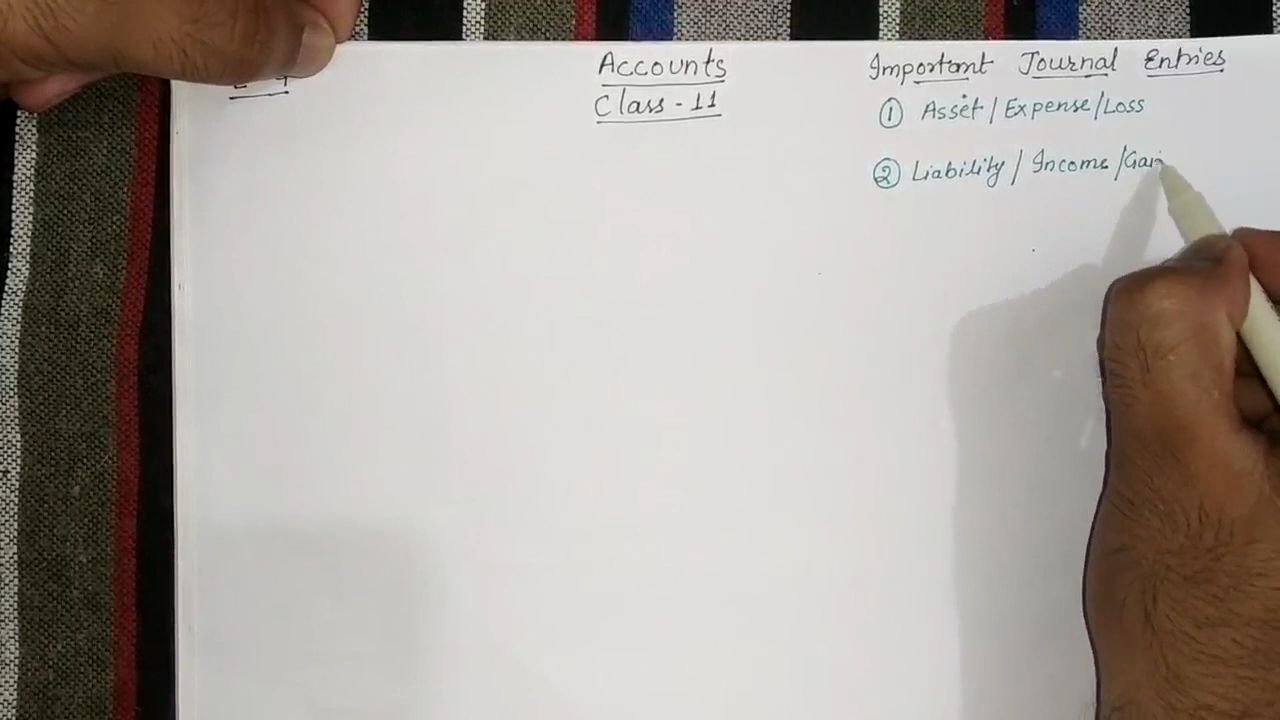 Accounts
Class - 11
Important Journal Entries
① Asset / Expense / Loss
② Liability / Income / Gai